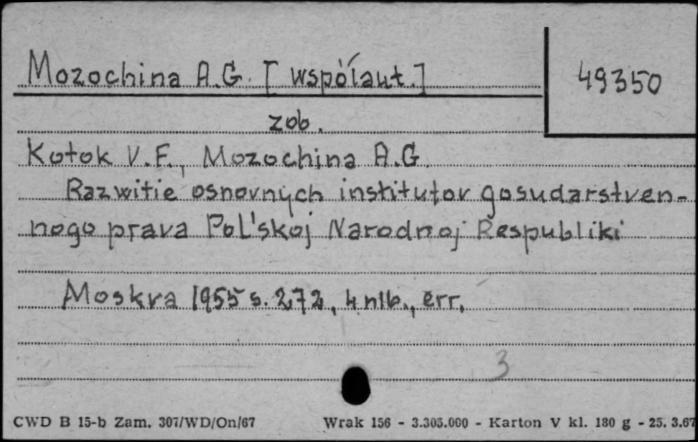 Mozochina A.G. [współaut.]
49350
zob.
Kotok V.F., Mozochina A.G.
Razwitie osnovnych institutov gosudarstven-
nogo prava Pol'skoj Narodnoj Respubliki
Moskva 1955 s. 272, 4 nlb., err.
3
CWD B 15-b Zam. 307/WD/On/67 Wrak 156 - 3.305.000 - Karton V kl. 180 g - 25. 3.67